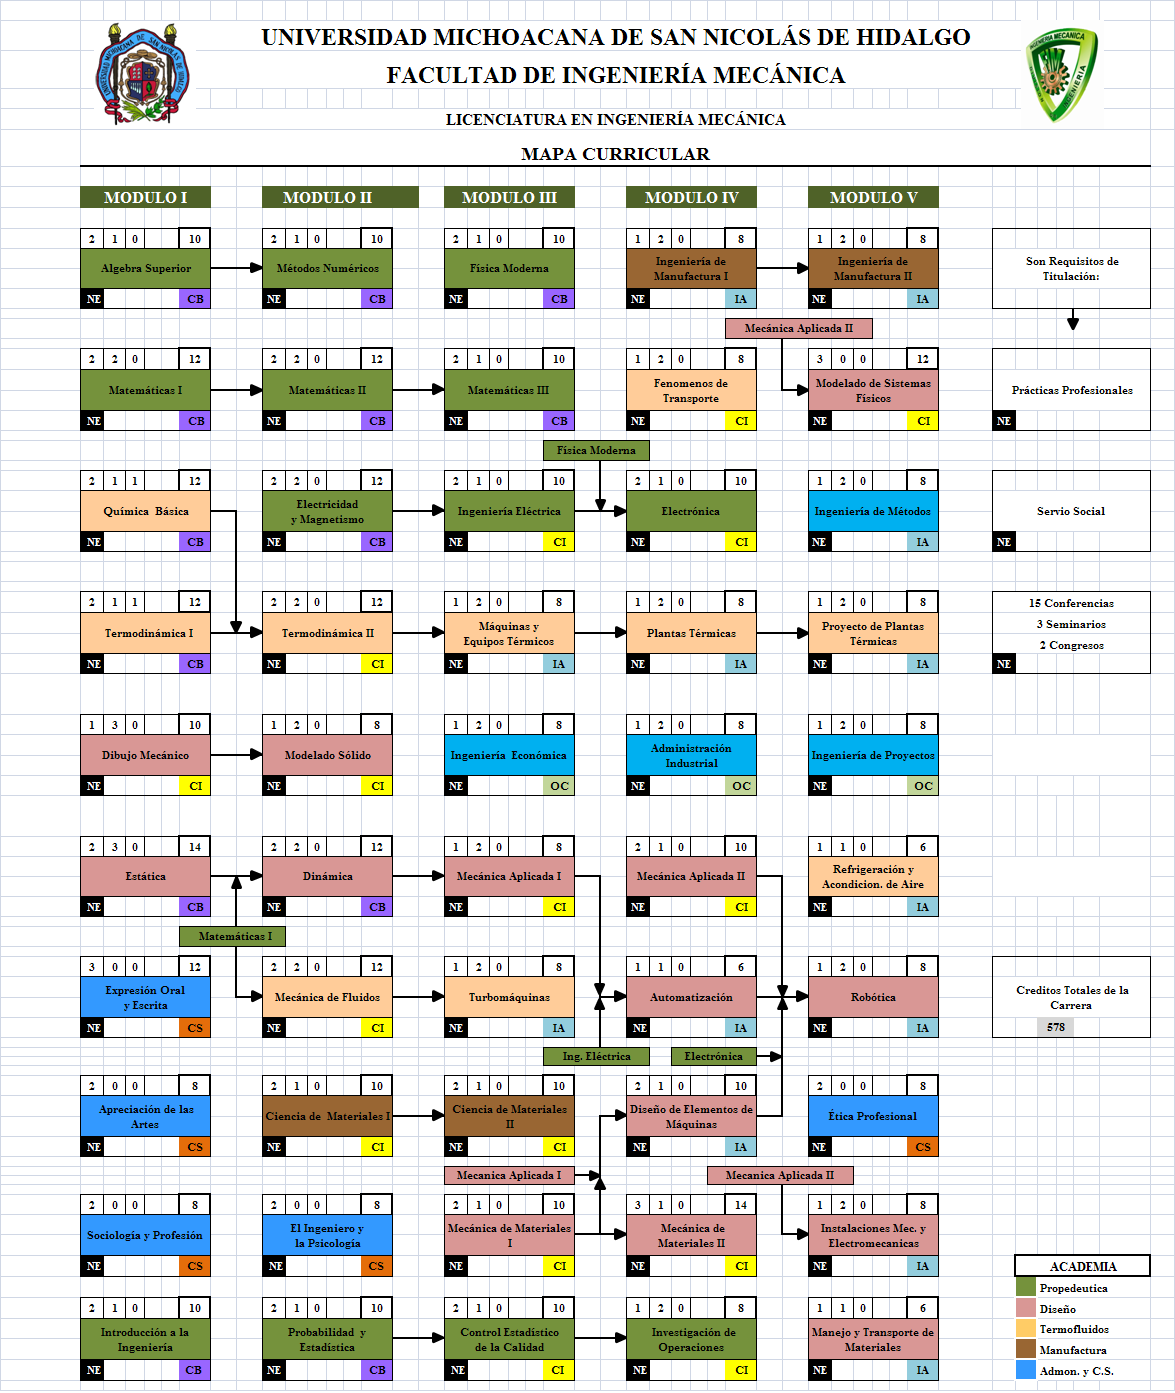 UNIVERSIDAD MICHOACANA DE SAN NICOLÁS DE HIDALGO
FACULTAD DE INGENIERÍA MECÁNICA
LICENCIATURA EN INGENIERÍA MECÁNICA
MAPA CURRICULAR
MODULO I MODULO II MODULO III MODULO IV MODULO V
2 1 0 10 2 1 0 10 2 1 0 10 1 2 0 8 1 2 0 8
Algebra Superior Métodos Numéricos Física Moderna Ingeniería de Manufactura I Ingeniería de Manufactura II Son Requisitos de Titulación:
NE CB NE CB NE CB NE IA NE IA
Mecánica Aplicada II
2 2 0 12 2 2 0 12 2 1 0 10 1 2 0 8 3 0 0 12
Matemáticas I Matemáticas II Matemáticas III Fenomenos de Transporte Modelado de Sistemas Físicos Prácticas Profesionales
NE CB NE CB NE CB NE CI NE CI NE
Física Moderna
2 1 1 12 2 2 0 12 2 1 0 10 2 1 0 10 1 2 0 8
Química Básica Electricidad y Magnetismo Ingeniería Eléctrica Electrónica Ingeniería de Métodos Servio Social
NE CB NE CB NE CI NE CI NE IA NE
2 1 1 12 2 2 0 12 1 2 0 8 1 2 0 8 1 2 0 8
Termodinámica I Termodinámica II Máquinas y Equipos Térmicos Plantas Térmicas Proyecto de Plantas Térmicas
15 Conferencias
3 Seminarios
2 Congresos
NE CB NE CI NE IA NE IA NE IA NE
1 3 0 10 1 2 0 8 1 2 0 8 1 2 0 8 1 2 0 8
Dibujo Mecánico Modelado Sólido Ingeniería Económica Administración Industrial Ingeniería de Proyectos
NE CI NE CI NE OC NE OC NE OC
2 3 0 14 2 2 0 12 1 2 0 8 2 1 0 10 1 1 0 6
Estática Dinámica Mecánica Aplicada I Mecánica Aplicada II Refrigeración y Acondicion. de Aire
NE CB NE CB NE CI NE CI NE IA
Matemáticas I
3 0 0 12 2 2 0 12 1 2 0 8 1 1 0 6 1 2 0 8
Expresión Oral y Escrita Mecánica de Fluidos Turbomáquinas Automatización Robótica Creditos Totales de la Carrera
578
NE CS NE CI NE IA NE IA NE IA
Ing. Eléctrica Electrónica
2 0 0 8 2 1 0 10 2 1 0 10 2 1 0 10 2 0 0 8
Apreciación de las Artes Ciencia de Materiales I Ciencia de Materiales II Diseño de Elementos de Máquinas Ética Profesional
NE CS NE CI NE CI NE IA NE CS
Mecanica Aplicada I Mecanica Aplicada II
2 0 0 8 2 0 0 8 2 1 0 10 3 1 0 14 1 2 0 8
Sociología y Profesión El Ingeniero y la Psicología Mecánica de Materiales I Mecánica de Materiales II Instalaciones Mec. y Electromecanicas
NE CS NE CS NE CI NE CI NE IA
2 1 0 10 2 1 0 10 2 1 0 10 1 2 0 8 1 1 0 6
Introducción a la Ingeniería Probabilidad y Estadística Control Estadístico de la Calidad Investigación de Operaciones Manejo y Transporte de Materiales
NE CB NE CB NE CI NE CI NE IA
ACADEMIA
Propedeutica
Diseño
Termofluidos
Manufactura
Admon. y C.S.
INGENIERIA MECANICA
INGENIERIA